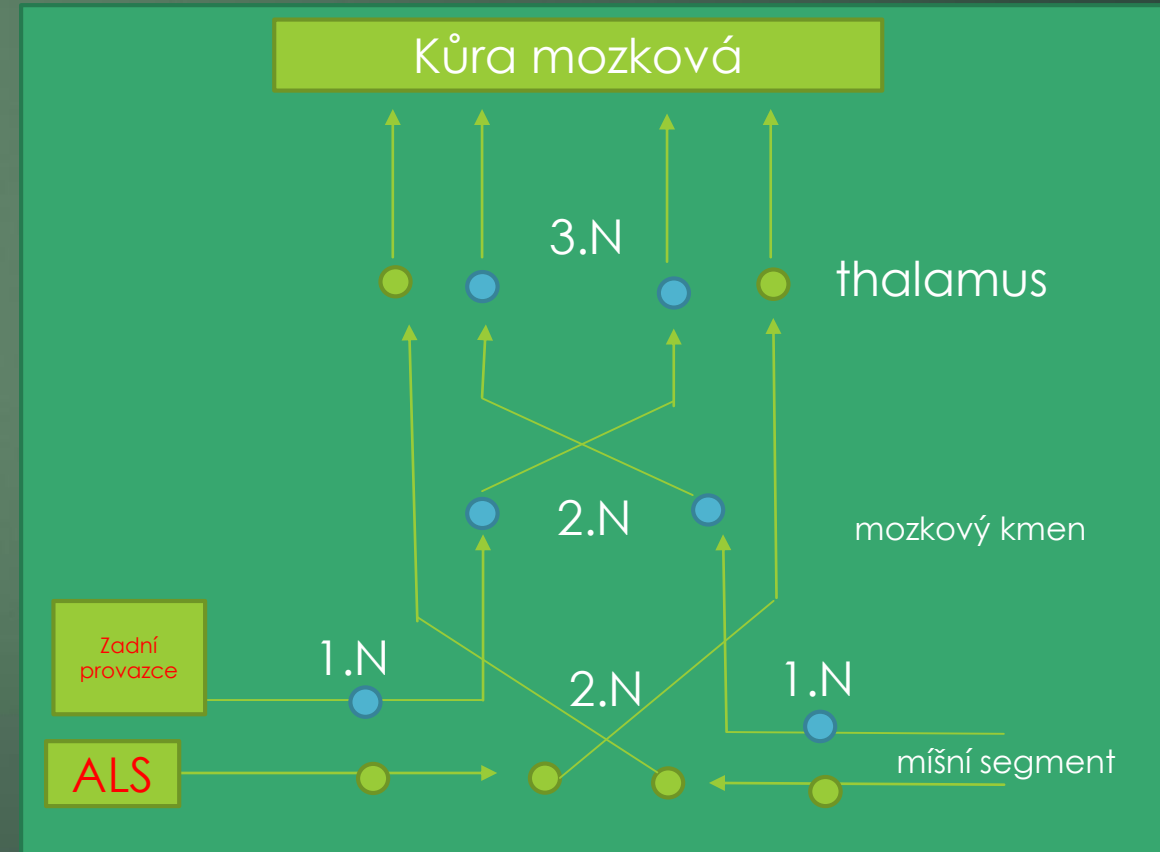 Kůra mozková
3.N
thalamus
2.N
mozkový kmen
Zadní
provazce
1.N
2.N
1.N
ALS
míšní segment